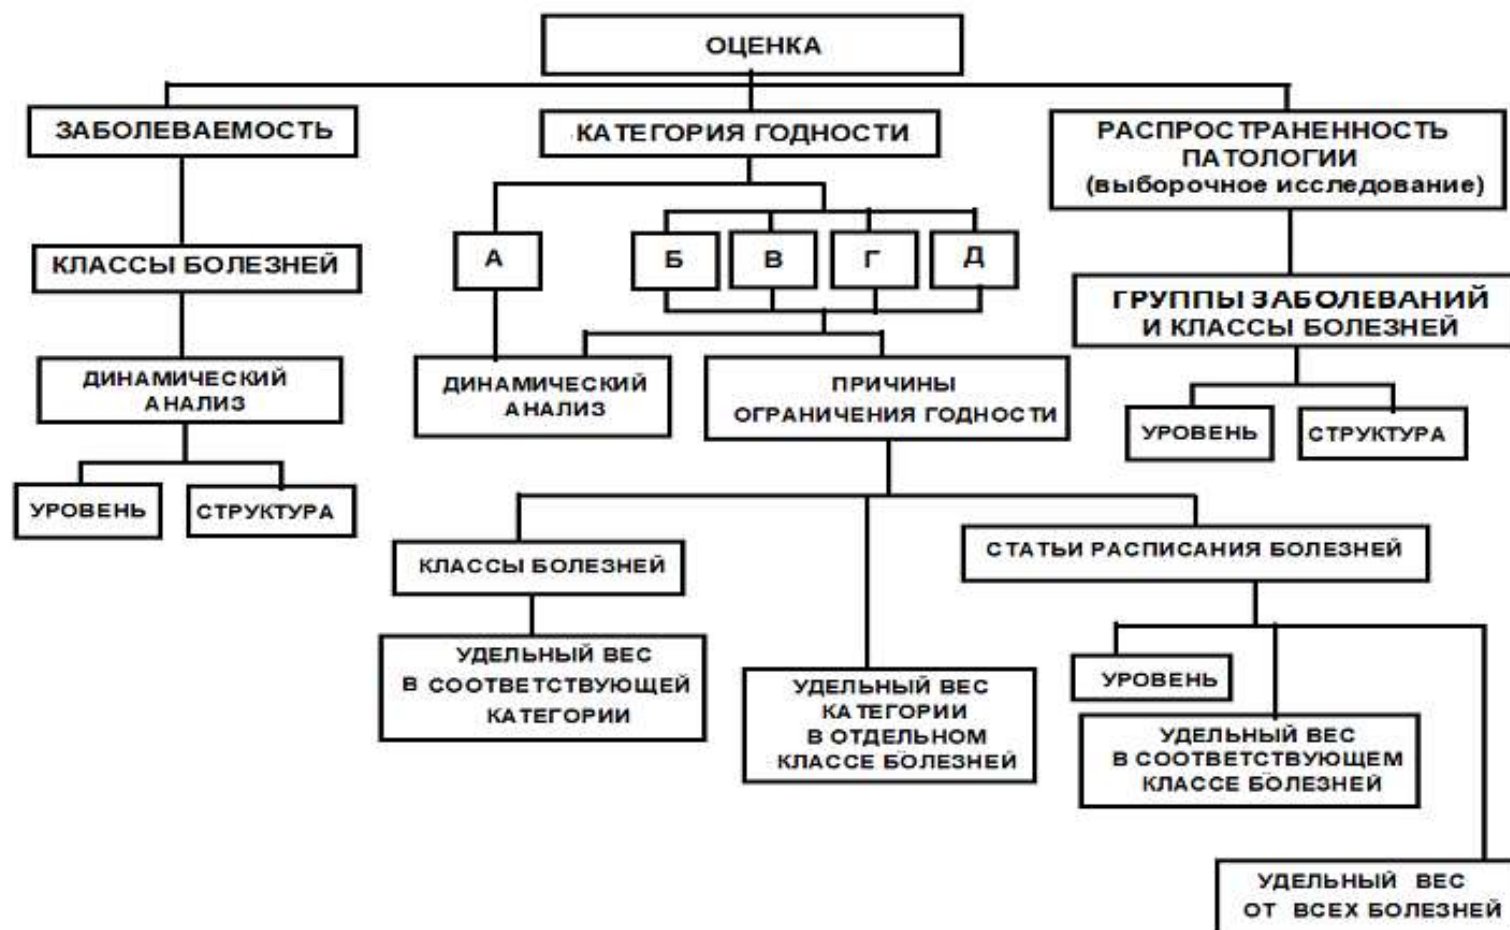 ОЦЕНКА
ЗАБОЛЕВАЕМОСТЬ
КАТЕГОРИЯ ГОДНОСТИ
РАСПРОСТРАНЕННОСТЬ
ПАТОЛОГИИ
(выборочное исследование)
КЛАССЫ БОЛЕЗНЕЙ
А
Б
В
Г
Д
ГРУППЫ ЗАБОЛЕВАНИЙ
И КЛАССЫ БОЛЕЗНЕЙ
ДИНАМИЧЕСКИЙ
АНАЛИЗ
ДИНАМИЧЕСКИЙ
АНАЛИЗ
ПРИЧИНЫ
ОГРАНИЧЕНИЯ ГОДНОСТИ
УРОВЕНЬ
СТРУКТУРА
УРОВЕНЬ
СТРУКТУРА
КЛАССЫ БОЛЕЗНЕЙ
СТАТЬИ РАСПИСАНИЯ БОЛЕЗНЕЙ
УДЕЛЬНЫЙ ВЕС
В СООТВЕТСТВУЮЩЕЙ
КАТЕГОРИИ
УДЕЛЬНЫЙ ВЕС
КАТЕГОРИИ
В ОТДЕЛЬНОМ
КЛАССЕ БОЛЕЗНЕЙ
УРОВЕНЬ
УДЕЛЬНЫЙ ВЕС
В СООТВЕТСТВУЮЩЕМ
КЛАССЕ БОЛЕЗНЕЙ
УДЕЛЬНЫЙ ВЕС
ОТ ВСЕХ БОЛЕЗНЕЙ